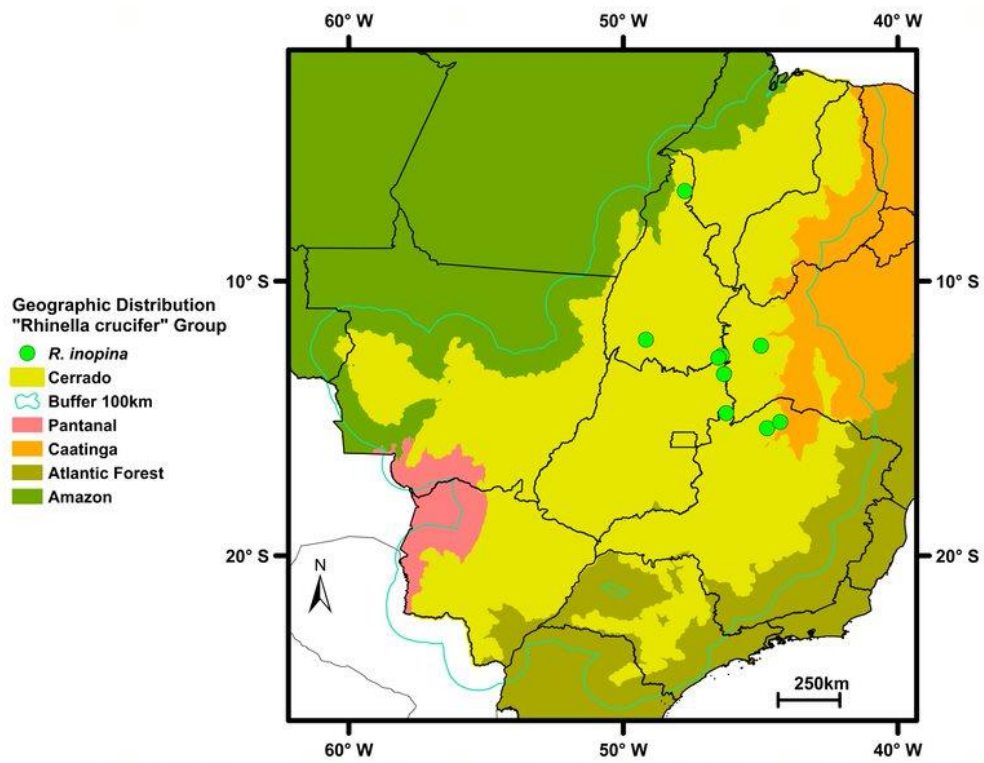 60° W 50° W 40° W
10° S 10° S
Geographic Distribution
"Rhinella crucifer" Group
R. inopina
Cerrado
Buffer 100km
Pantanal
Caatinga
Atlantic Forest
Amazon
20° S 20° S
N
250km
60° W 50° W 40° W